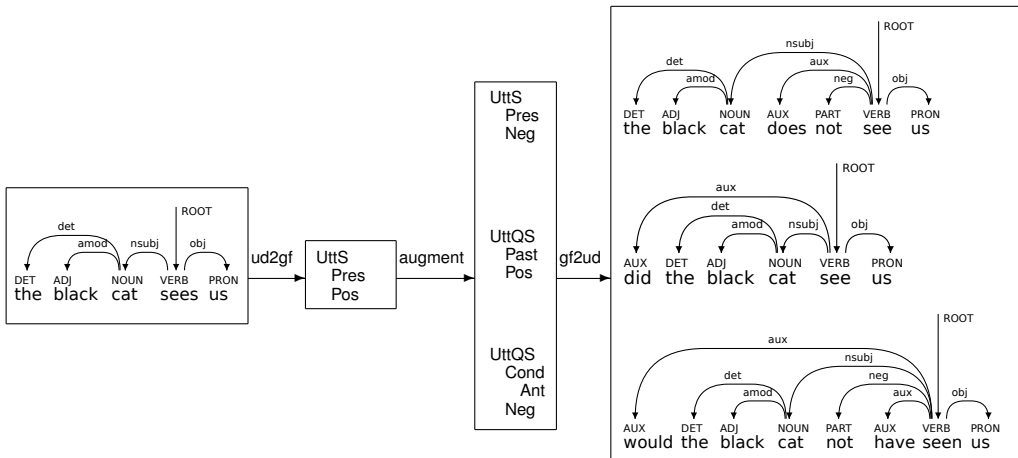 ROOT
det
amod
nsubj
obj
DET ADJ NOUN VERB PRON
the black cat sees us
ud2gf
UttS
Pres
Pos
augment
UttS
Pres
Neg
UttQS
Past
Pos
UttQS
Cond
Ant
Neg
gf2ud
ROOT
nsubj
det
aux
amod
neg
obj
DET ADJ NOUN AUX PART VERB PRON
the black cat does not see us
ROOT
aux
det
amod
nsubj
obj
AUX DET ADJ NOUN VERB PRON
did the black cat see us
ROOT
aux
nsubj
det
neg
amod
aux
obj
AUX DET ADJ NOUN PART AUX VERB PRON
would the black cat not have seen us